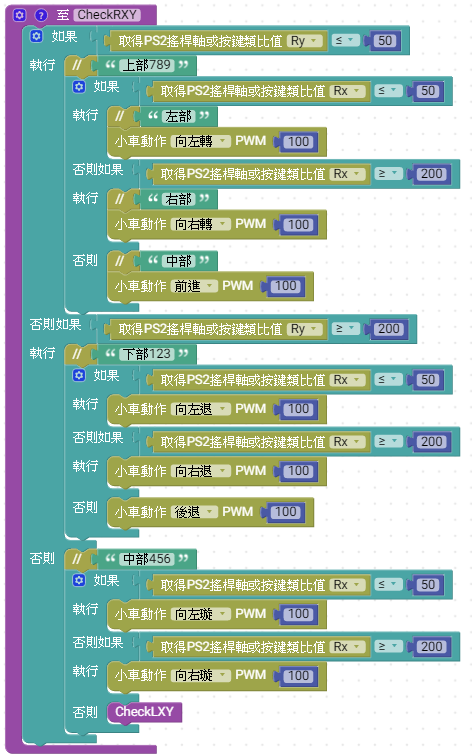 至 CheckRXY
如果 取得PS2搖桿軸或按鍵類比值 Ry ≤ 50
執行 // “ 上部789 ”
如果 取得PS2搖桿軸或按鍵類比值 Rx ≤ 50
執行 // “ 左部 ”
小車動作 向左轉 PWM 100
否則如果 取得PS2搖桿軸或按鍵類比值 Rx ≥ 200
執行 // “ 右部 ”
小車動作 向右轉 PWM 100
否則 // “ 中部 ”
小車動作 前進 PWM 100
否則如果 取得PS2搖桿軸或按鍵類比值 Ry ≥ 200
執行 // “ 下部123 ”
如果 取得PS2搖桿軸或按鍵類比值 Rx ≤ 50
執行 小車動作 向左退 PWM 100
否則如果 取得PS2搖桿軸或按鍵類比值 Rx ≥ 200
執行 小車動作 向右退 PWM 100
否則 小車動作 後退 PWM 100
否則 // “ 中部456 ”
如果 取得PS2搖桿軸或按鍵類比值 Rx ≤ 50
執行 小車動作 向左璇 PWM 100
否則如果 取得PS2搖桿軸或按鍵類比值 Rx ≥ 200
執行 小車動作 向右璇 PWM 100
否則 CheckLXY